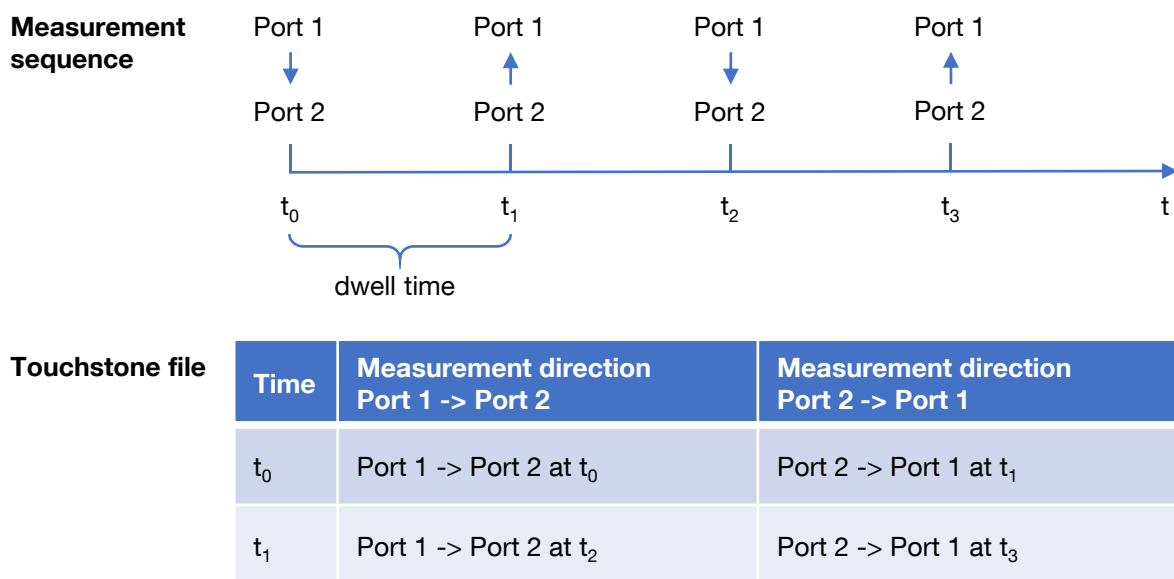 Measurement sequence
Port 1 Port 1 Port 1 Port 1
Port 2 Port 2 Port 2 Port 2
t0 t1 t2 t3 t
dwell time
Touchstone file
Time
Measurement direction
Port 1 -> Port 2
Measurement direction
Port 2 -> Port 1
t0 Port 1 -> Port 2 at t0 Port 2 -> Port 1 at t1
t1 Port 1 -> Port 2 at t2 Port 2 -> Port 1 at t3